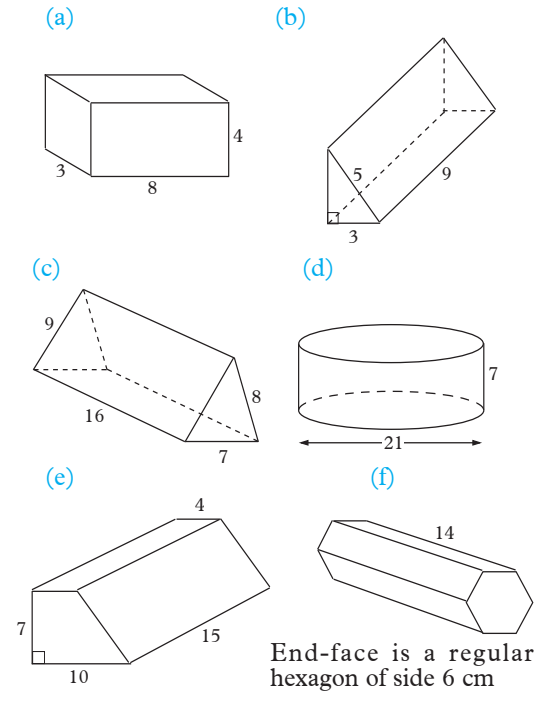 (a)
(b)
4
3
8
5
9
3
(c)
(d)
9
16
8
7
7
21
(e)
(f)
4
14
7
15
10
End-face is a regular
hexagon of side 6 cm